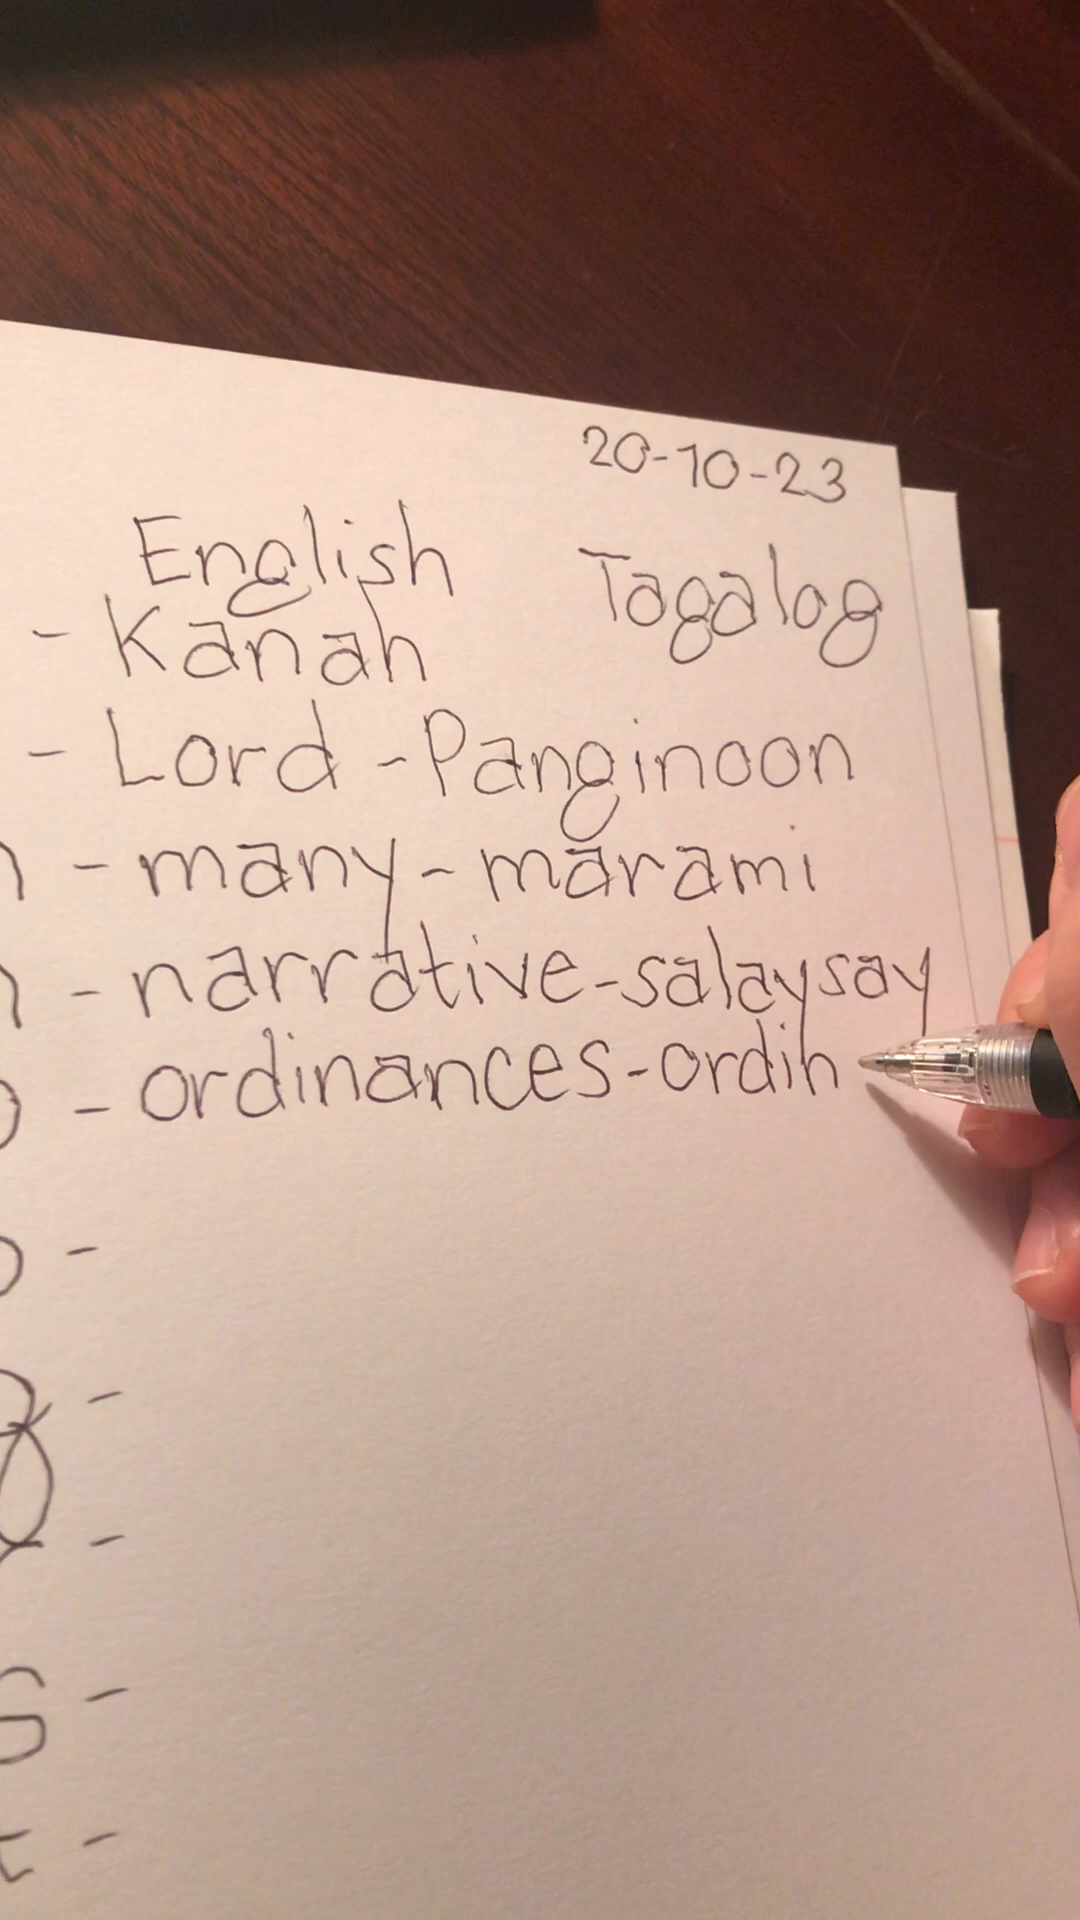 20-10-23
English Tagalog
- Kanah
- Lord - Panginoon
- many - marami
- narrative - salaysay
- ordinances - ordin
-
-
-
-
-